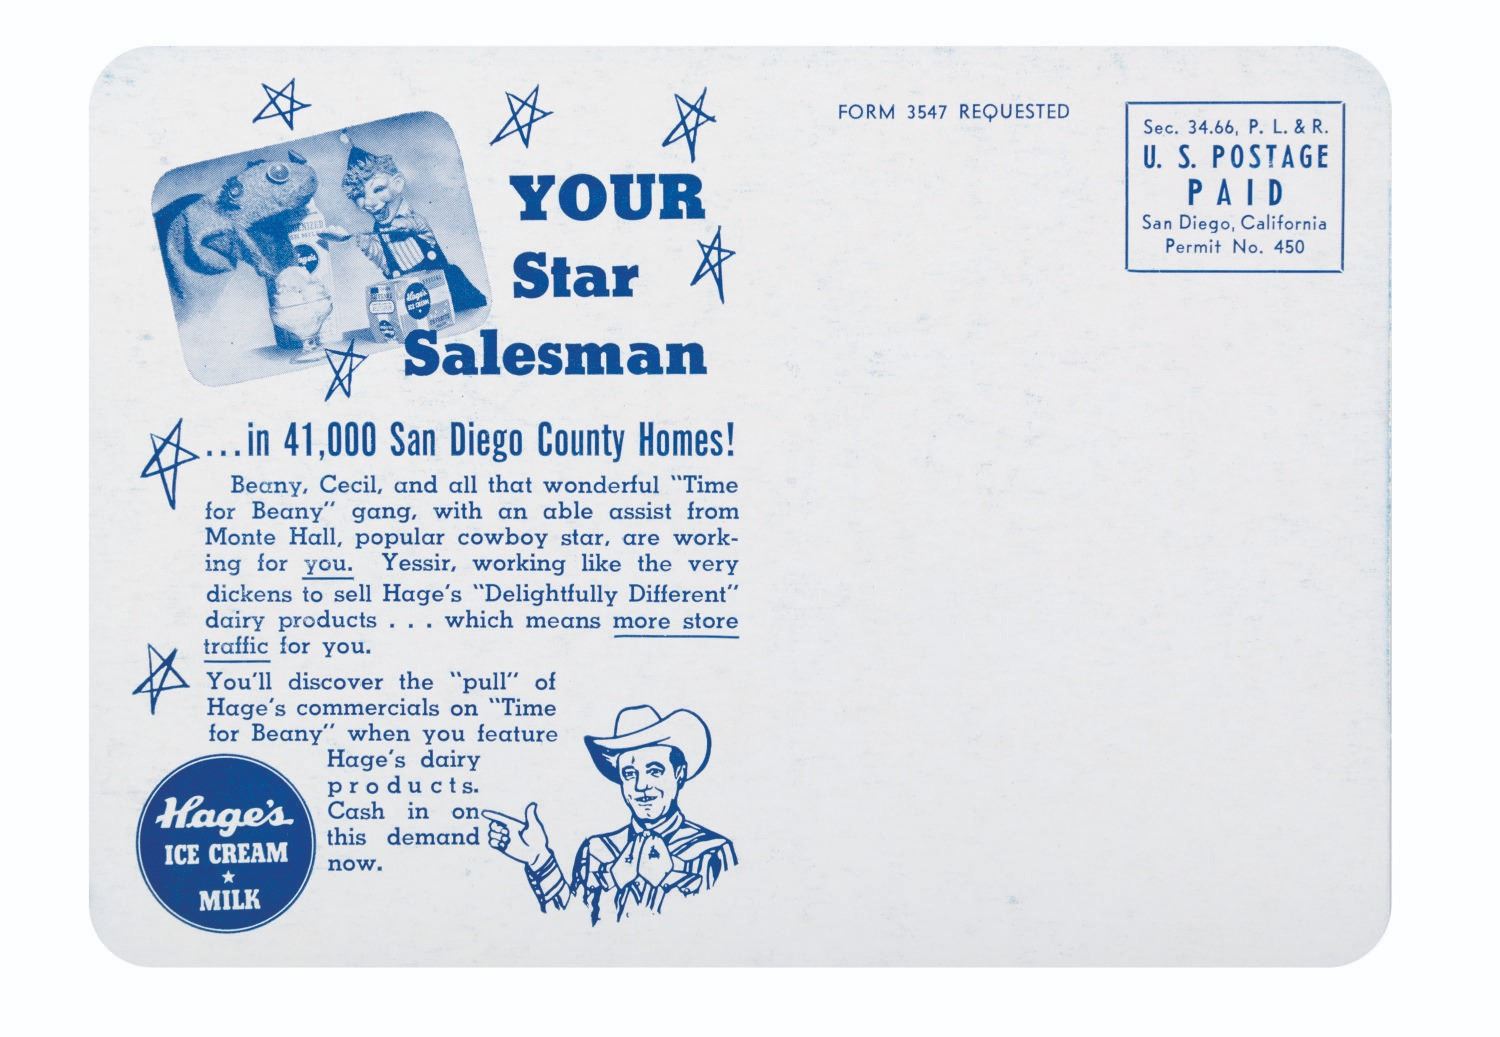 FORM 3547 REQUESTED
Sec. 34.66, P. L. & R.
U. S. POSTAGE
PAID
San Diego, California
Permit No. 450
YOUR
Star
Salesman
Hage's
ICE CREAM
...in 41,000 San Diego County Homes!
Beany, Cecil, and all that wonderful "Time
for Beany" gang, with an able assist from
Monte Hall, popular cowboy star, are work-
ing for you. Yessir, working like the very
dickens to sell Hage's "Delightfully Different"
dairy products . . . which means more store
traffic for you.
You'll discover the "pull" of
Hage's commercials on "Time
for Beany" when you feature
Hage's dairy
products.
Cash in on
this demand
now.
Hage's
ICE CREAM
MILK